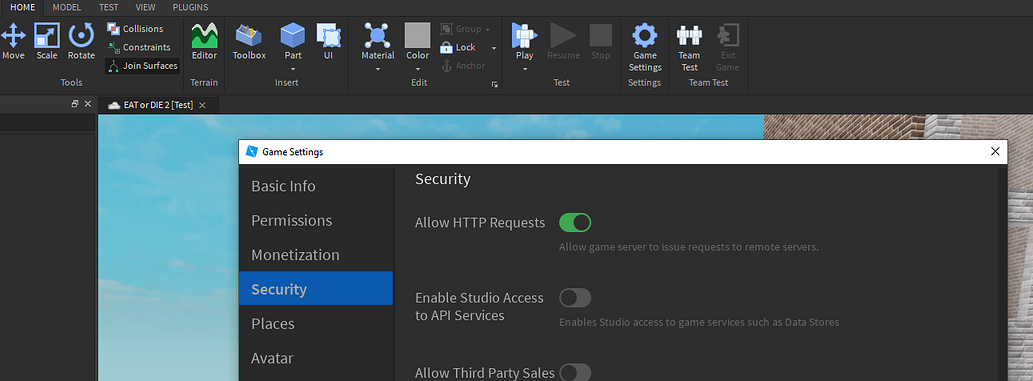 HOME MODEL TEST VIEW PLUGINS
Move Scale Rotate
Collisions
Constraints
Join Surfaces
Tools
Editor
Terrain
Toolbox Part UI
Insert
Material Color
Group
Lock
Anchor
Edit
Play Resume Stop
Test
Game
Settings
Settings
Team
Test
Exit
Game
Team Test
EAT or DIE 2 [Test]
Game Settings
Basic Info
Permissions
Monetization
Security
Places
Avatar
Security
Allow HTTP Requests
Allow game server to issue requests to remote servers.
Enable Studio Access
to API Services
Enables Studio access to game services such as Data Stores
Allow Third Party Sales